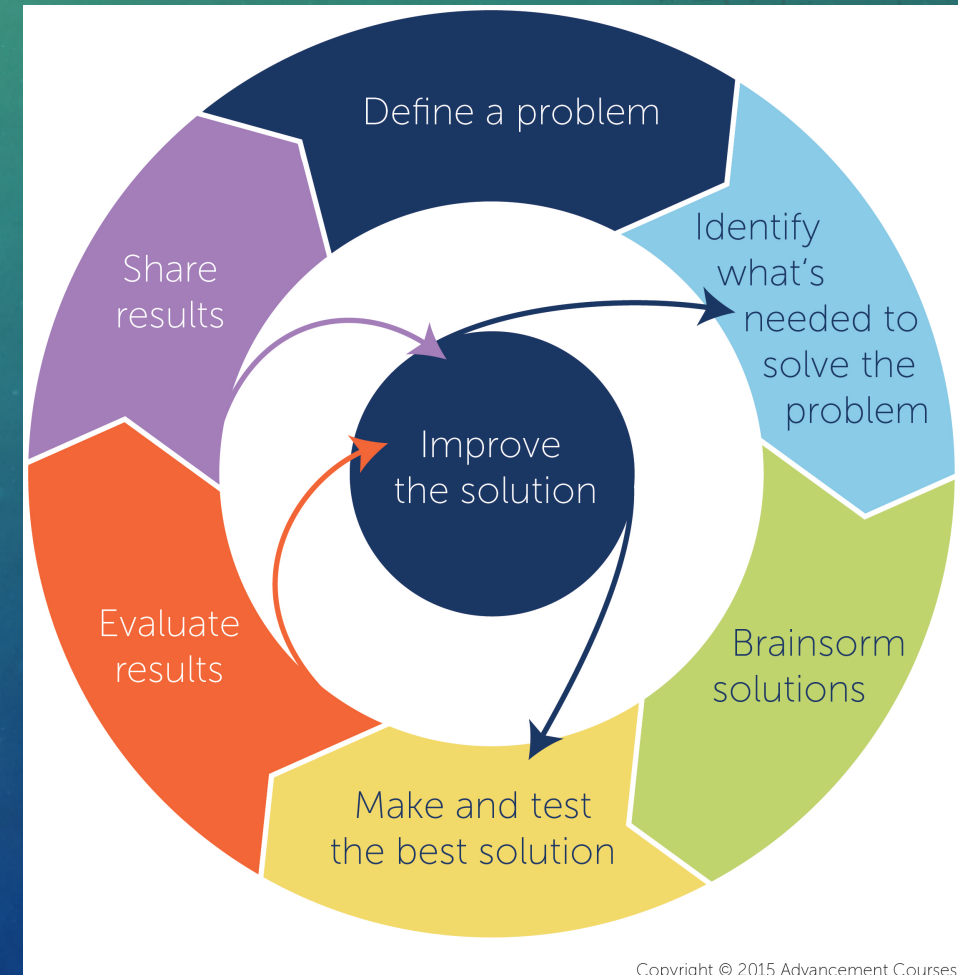 Define a problem
Identify
what's
needed to
solve the
problem
Brainsorm
solutions
Make and test
the best solution
Evaluate
results
Share
results
Improve
the solution
Copyright © 2015 Advancement Courses